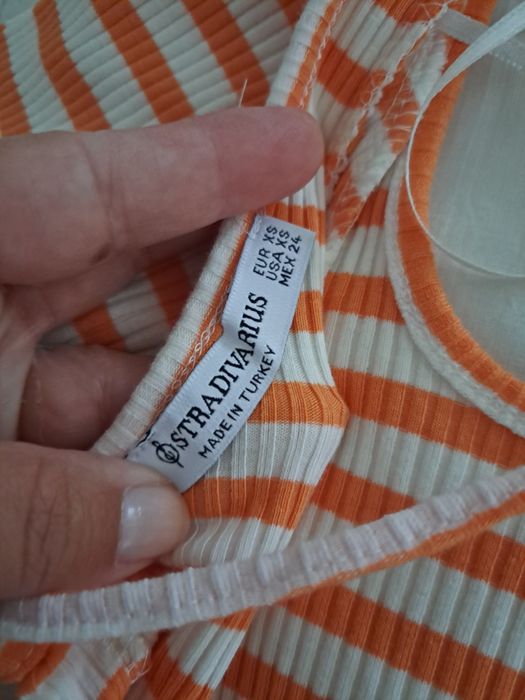 STRADIVARIUS
MADE IN TURKEY
EUR XS
USA XS
MEX 24